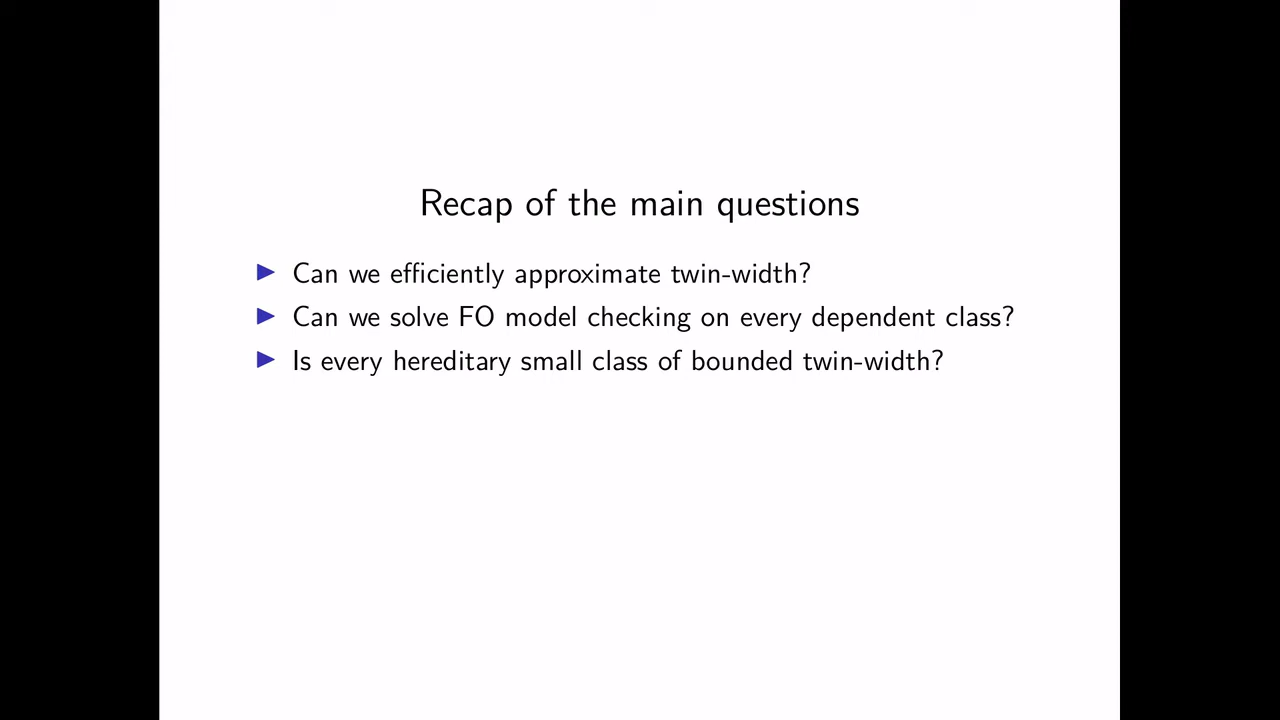 Recap of the main questions
▶ Can we efficiently approximate twin-width?
▶ Can we solve FO model checking on every dependent class?
▶ Is every hereditary small class of bounded twin-width?